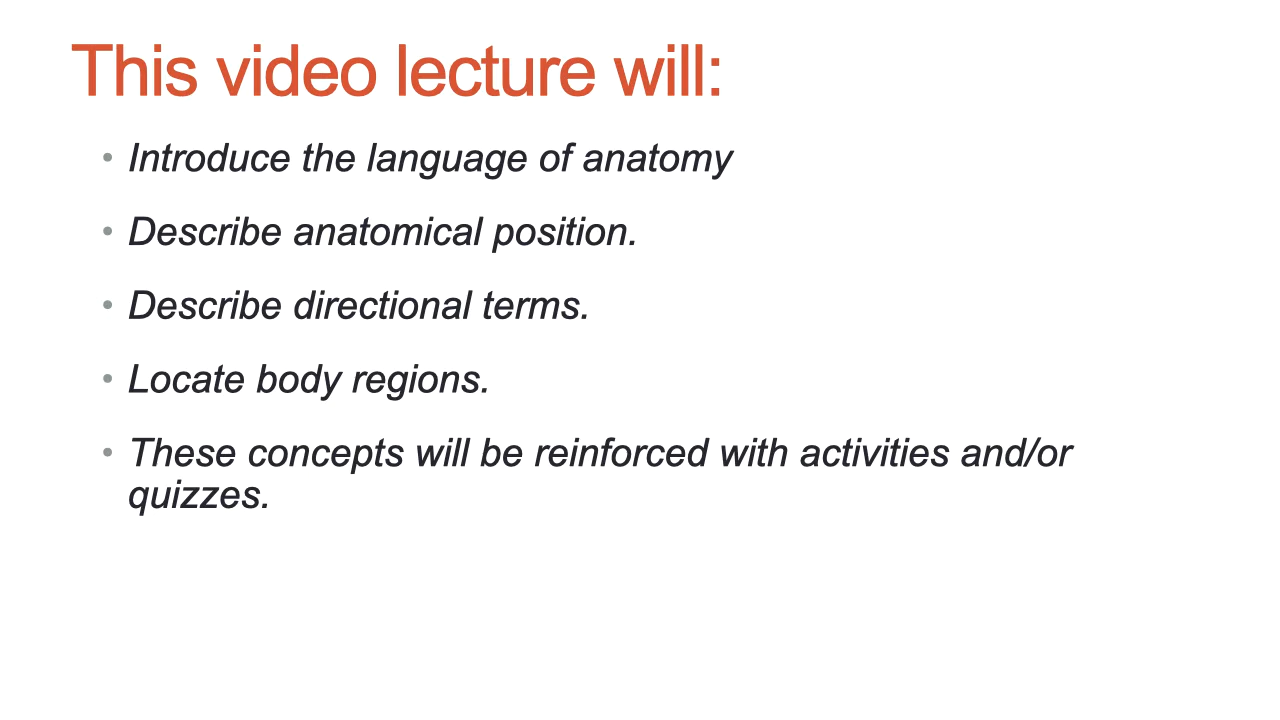 This video lecture will:
• Introduce the language of anatomy
• Describe anatomical position.
• Describe directional terms.
• Locate body regions.
• These concepts will be reinforced with activities and/or
quizzes.